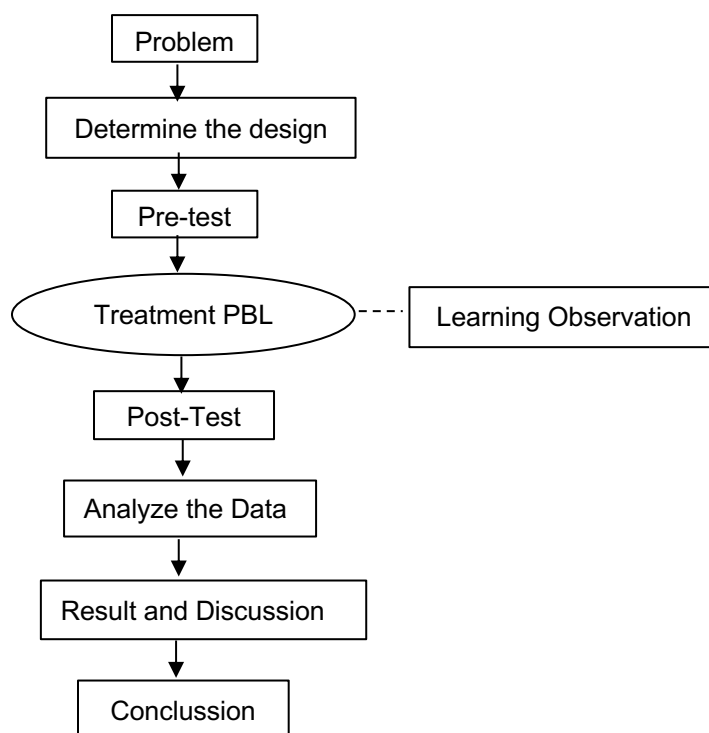 Problem
Determine the design
Pre-test
Treatment PBL
Learning Observation
Post-Test
Analyze the Data
Result and Discussion
Conclussion